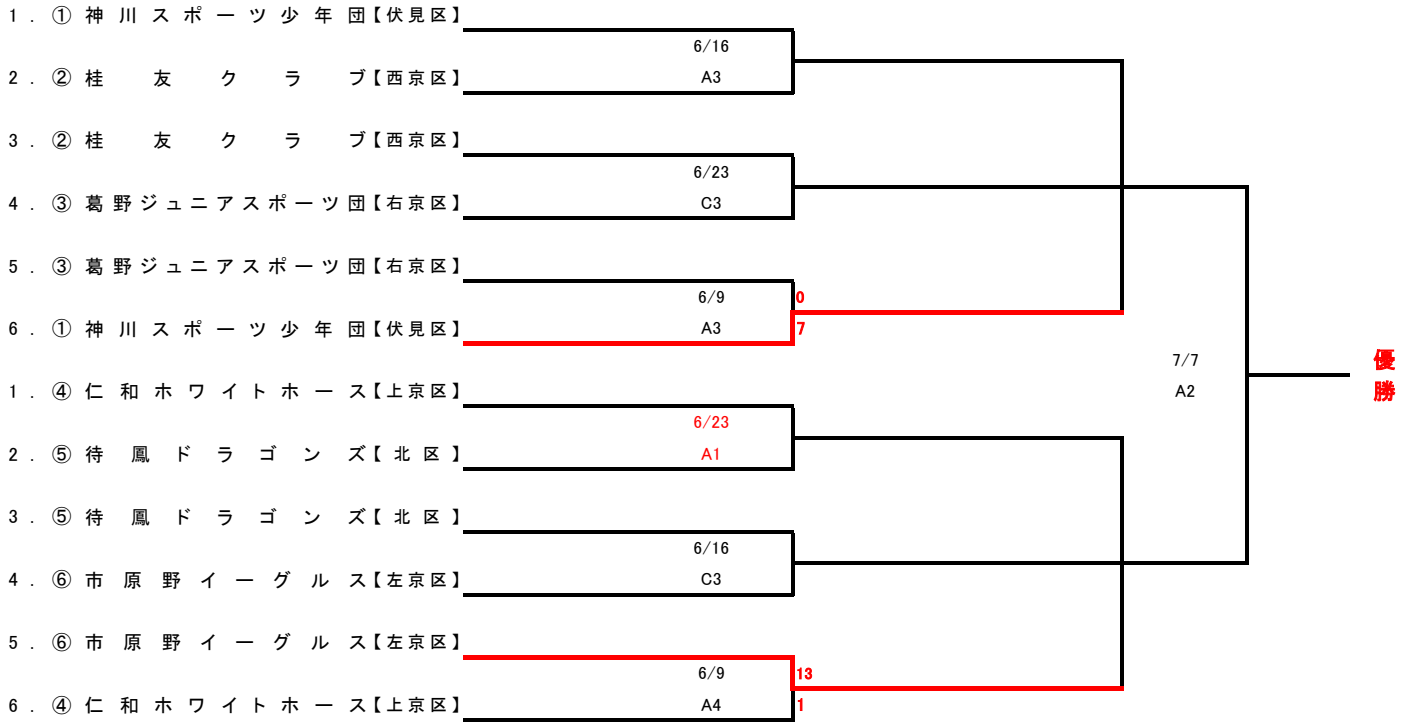 1. ① 神川スポーツ少年団【伏見区】
6/16
2. ② 桂友クラブ【西京区】
A3
3. ② 桂友クラブ【西京区】
6/23
4. ③ 葛野ジュニアスポーツ団【右京区】
C3
5. ③ 葛野ジュニアスポーツ団【右京区】
6/9 0
6. ① 神川スポーツ少年団【伏見区】
A3 7
7/7
優
1. ④ 仁和ホワイトホース【上京区】
A2
勝
6/23
2. ⑤ 待鳳ドラゴンズ【北区】
A1
3. ⑤ 待鳳ドラゴンズ【北区】
6/16
4. ⑥ 市原野イーグルス【左京区】
C3
5. ⑥ 市原野イーグルス【左京区】
6/9 13
6. ④ 仁和ホワイトホース【上京区】
A4 1